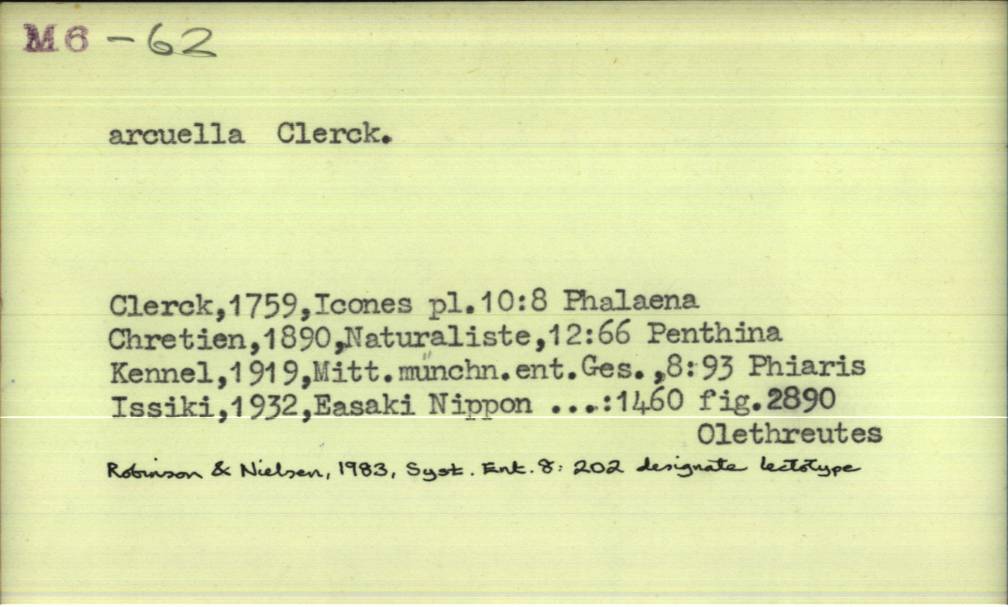 M6 - 62
arcuella Clerck.
Clerck,1759,Icones pl.10:8 Phalaena
Chretien,1890,Naturaliste,12:66 Penthina
Kennel,1919,Mitt.münchn.ent.Ges.,8:93 Phiaris
Issiki,1932,Easaki Nippon ...:1460 fig.2890
Olethreutes
Robinson & Nielsen, 1983, Syst. Ent. 8: 202 designate lectotype